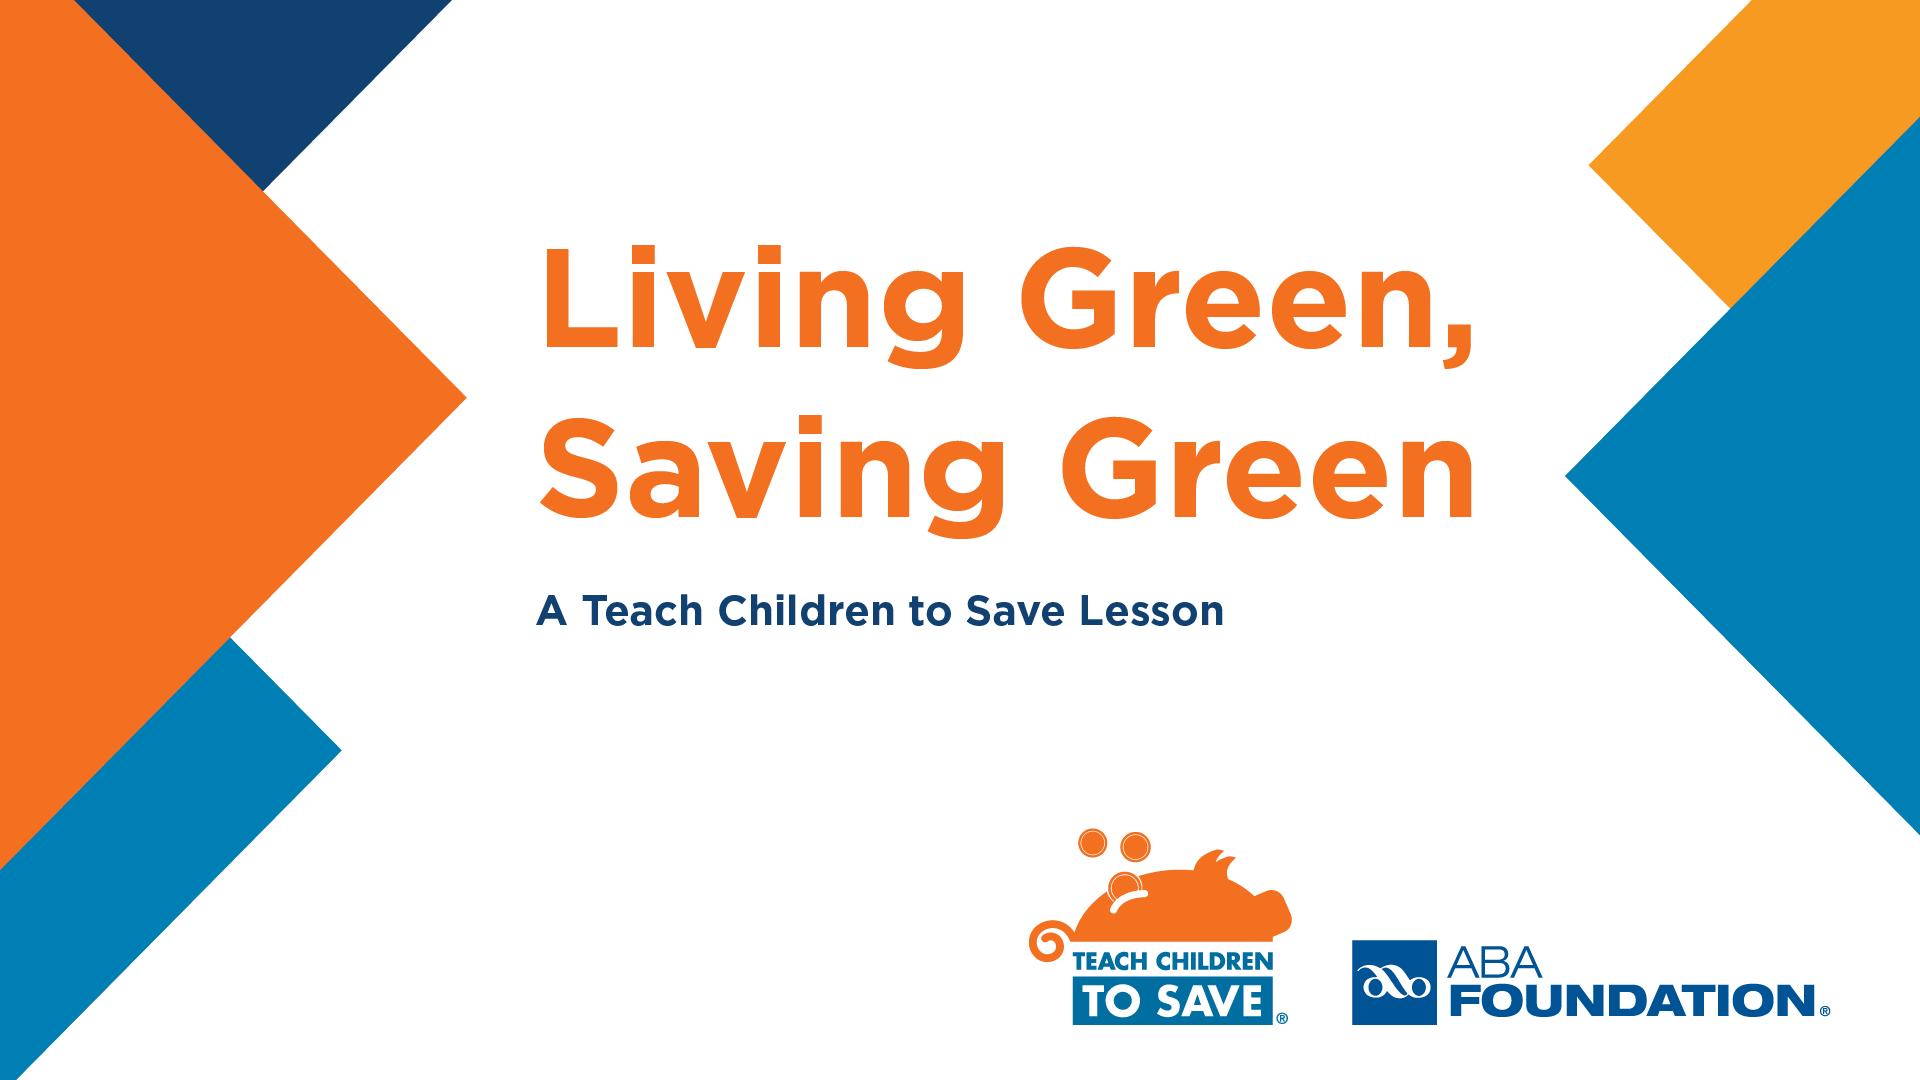 Living Green,
Saving Green
A Teach Children to Save Lesson
TEACH CHILDREN
TO SAVE®
ABA
FOUNDATION®